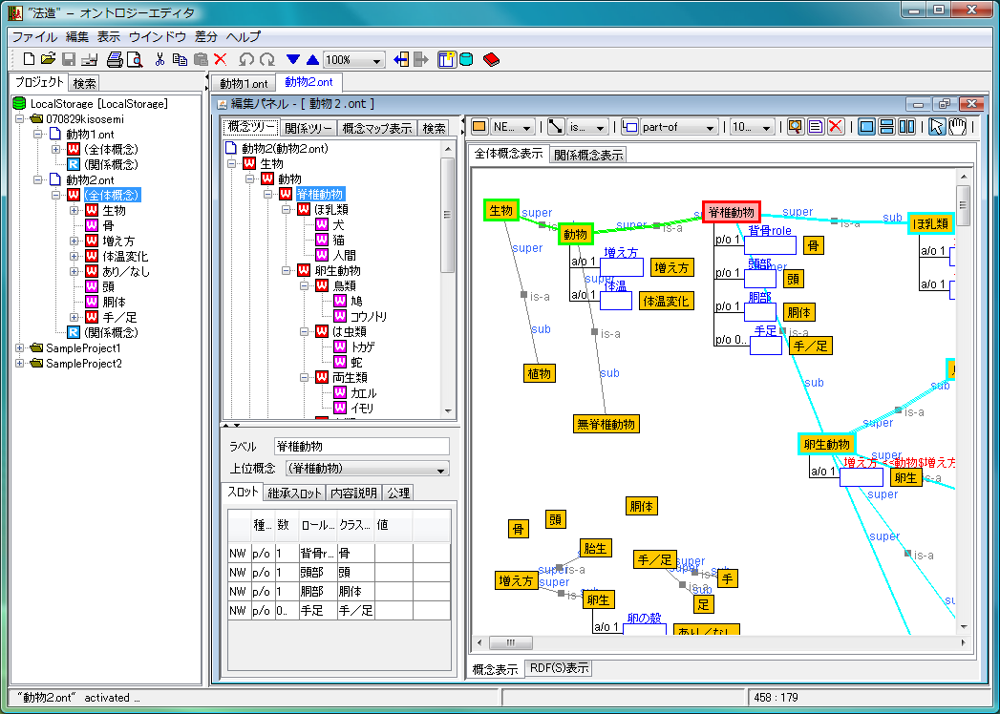 "法造" − オントロジーエディタ
ファイル 編集 表示 ウインドウ 差分 ヘルプ
100%
プロジェクト 検索
LocalStorage [LocalStorage]
070829kisosemi
動物1.ont
(全体概念)
(関係概念)
動物2.ont
(全体概念)
生物
骨
増え方
体温変化
あり/なし
頭
胴体
手/足
(関係概念)
SampleProject1
SampleProject2
動物1.ont 動物2.ont
編集パネル - [ 動物2.ont ]
概念ツリー 関係ツリー 概念マップ表示 検索
動物2(動物2.ont)
生物
動物
脊椎動物
ほ乳類
犬
猫
人間
卵生動物
鳥類
鳩
コウノトリ
は虫類
トカゲ
蛇
両生類
カエル
イモリ
ラベル 脊椎動物
上位概念 (脊椎動物)
スロット 継承スロット 内容説明 公理
種... 数 ロール... クラス... 値
NW p/o 1 背骨r... 骨
NW p/o 1 頭部 頭
NW p/o 1 胴部 胴体
NW p/o 0.. 手足 手/足
NE... is... part-of 10...
全体概念表示 関係概念表示
生物 super
super
動物 super is-a
脊椎動物 super is-a sub ほ乳類
a/o 1 増え方 増え方
a/o 1 体温 体温変化
super
p/o 1 背骨role 骨
p/o 1 頭部 頭
p/o 1 胴部 胴体
p/o 0.. 手足 手/足
a/o 1
a/o 1
is-a
sub
植物
is-a
sub
無脊椎動物
is-a
sub
sub
is-a
super
卵生動物
super
a/o 1 増え方<<動物$増え方
卵生
is-a
super
super
is-a
胴体
頭
骨
胎生
super is-a
増え方 super
is
卵生
a/o 1 卵の殻
手/足 super
super
is
sub
手
足
あり/なし
概念表示 RDF(S)表示
"動物2.ont" activated ...
458 : 179